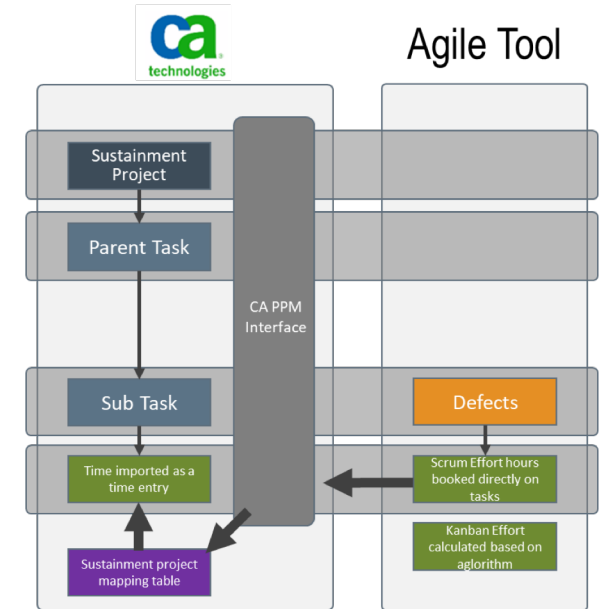 ca
technologies
Agile Tool
Sustainment
Project
Parent Task
CA PPM
Interface
Sub Task
Defects
Time imported as a
time entry
Scrum Effort hours
booked directly on
tasks
Kanban Effort
calculated based on
aglorithm
Sustainment project
mapping table